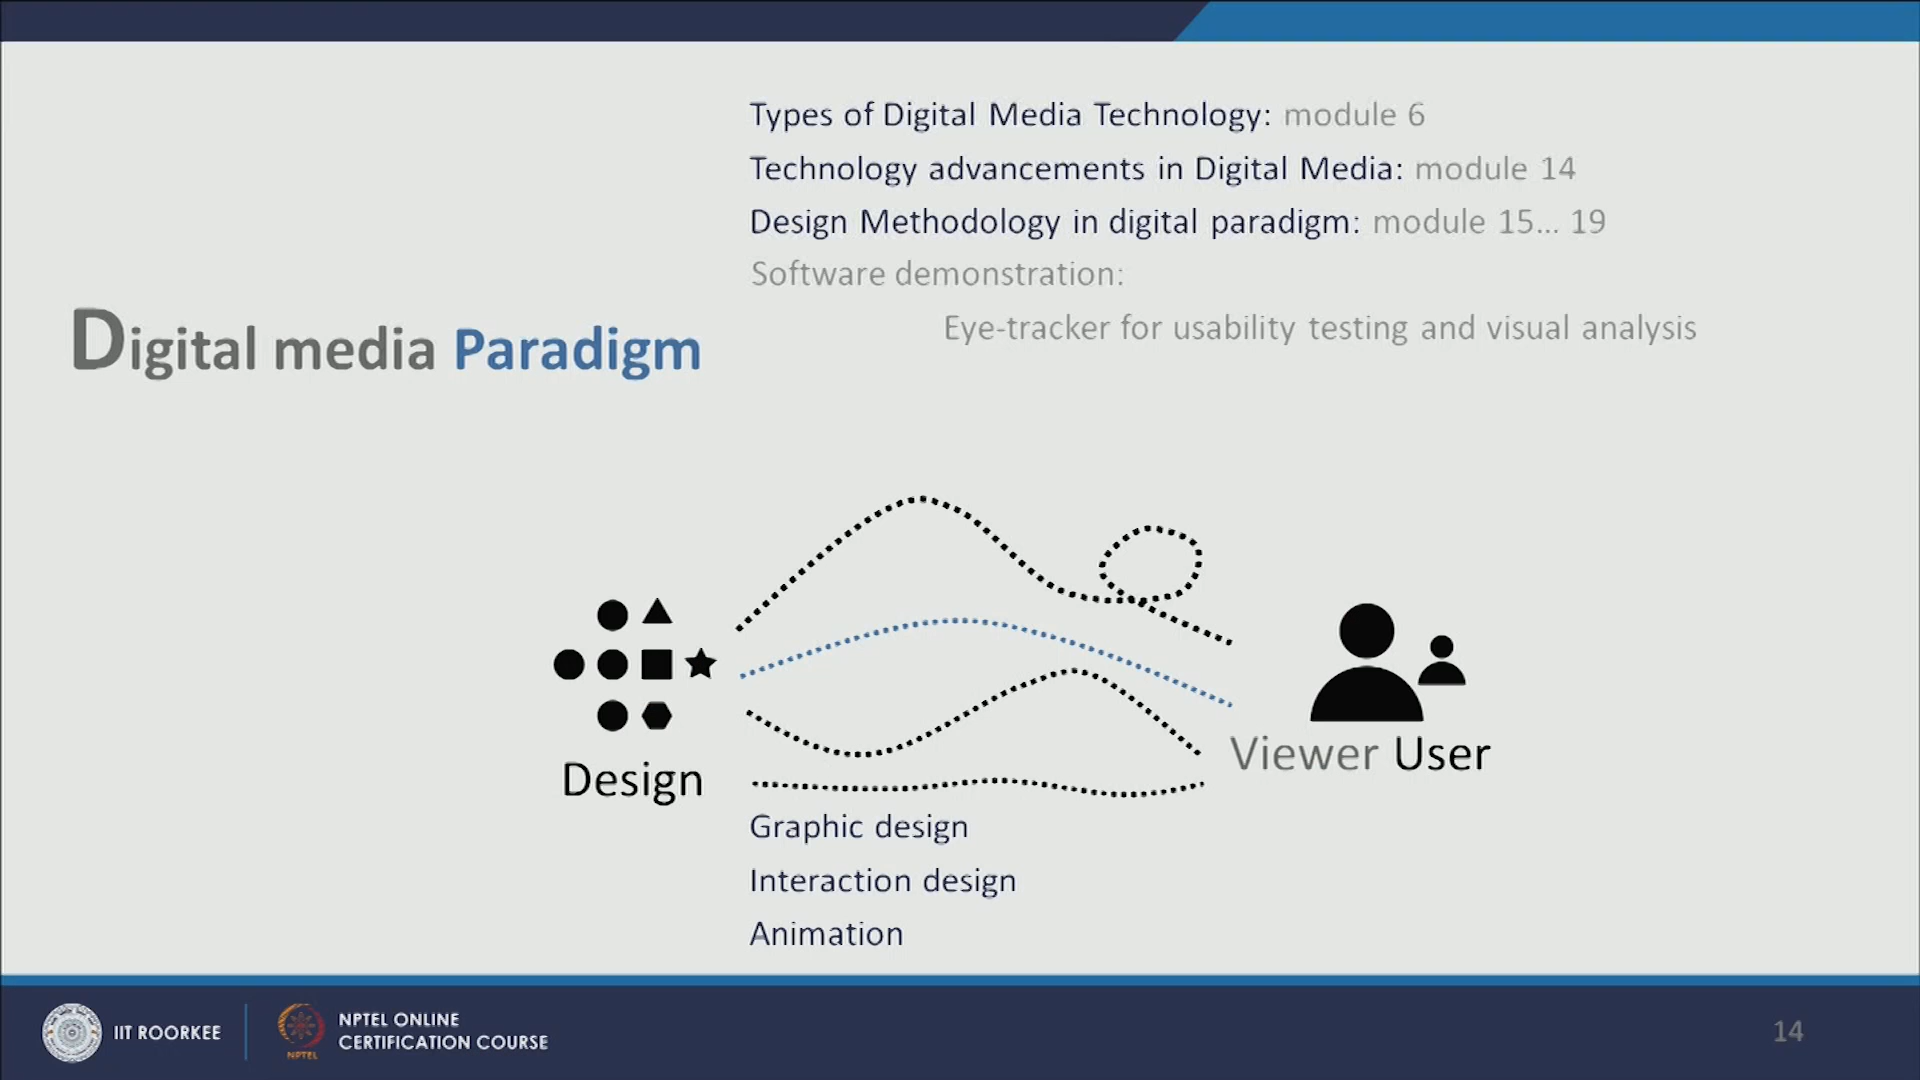 Types of Digital Media Technology: module 6
Technology advancements in Digital Media: module 14
Design Methodology in digital paradigm: module 15... 19
Software demonstration:
Eye-tracker for usability testing and visual analysis
Digital media Paradigm
Design
Viewer User
Graphic design
Interaction design
Animation
IIT ROORKEE
NPTEL
NPTEL ONLINE
CERTIFICATION COURSE
14